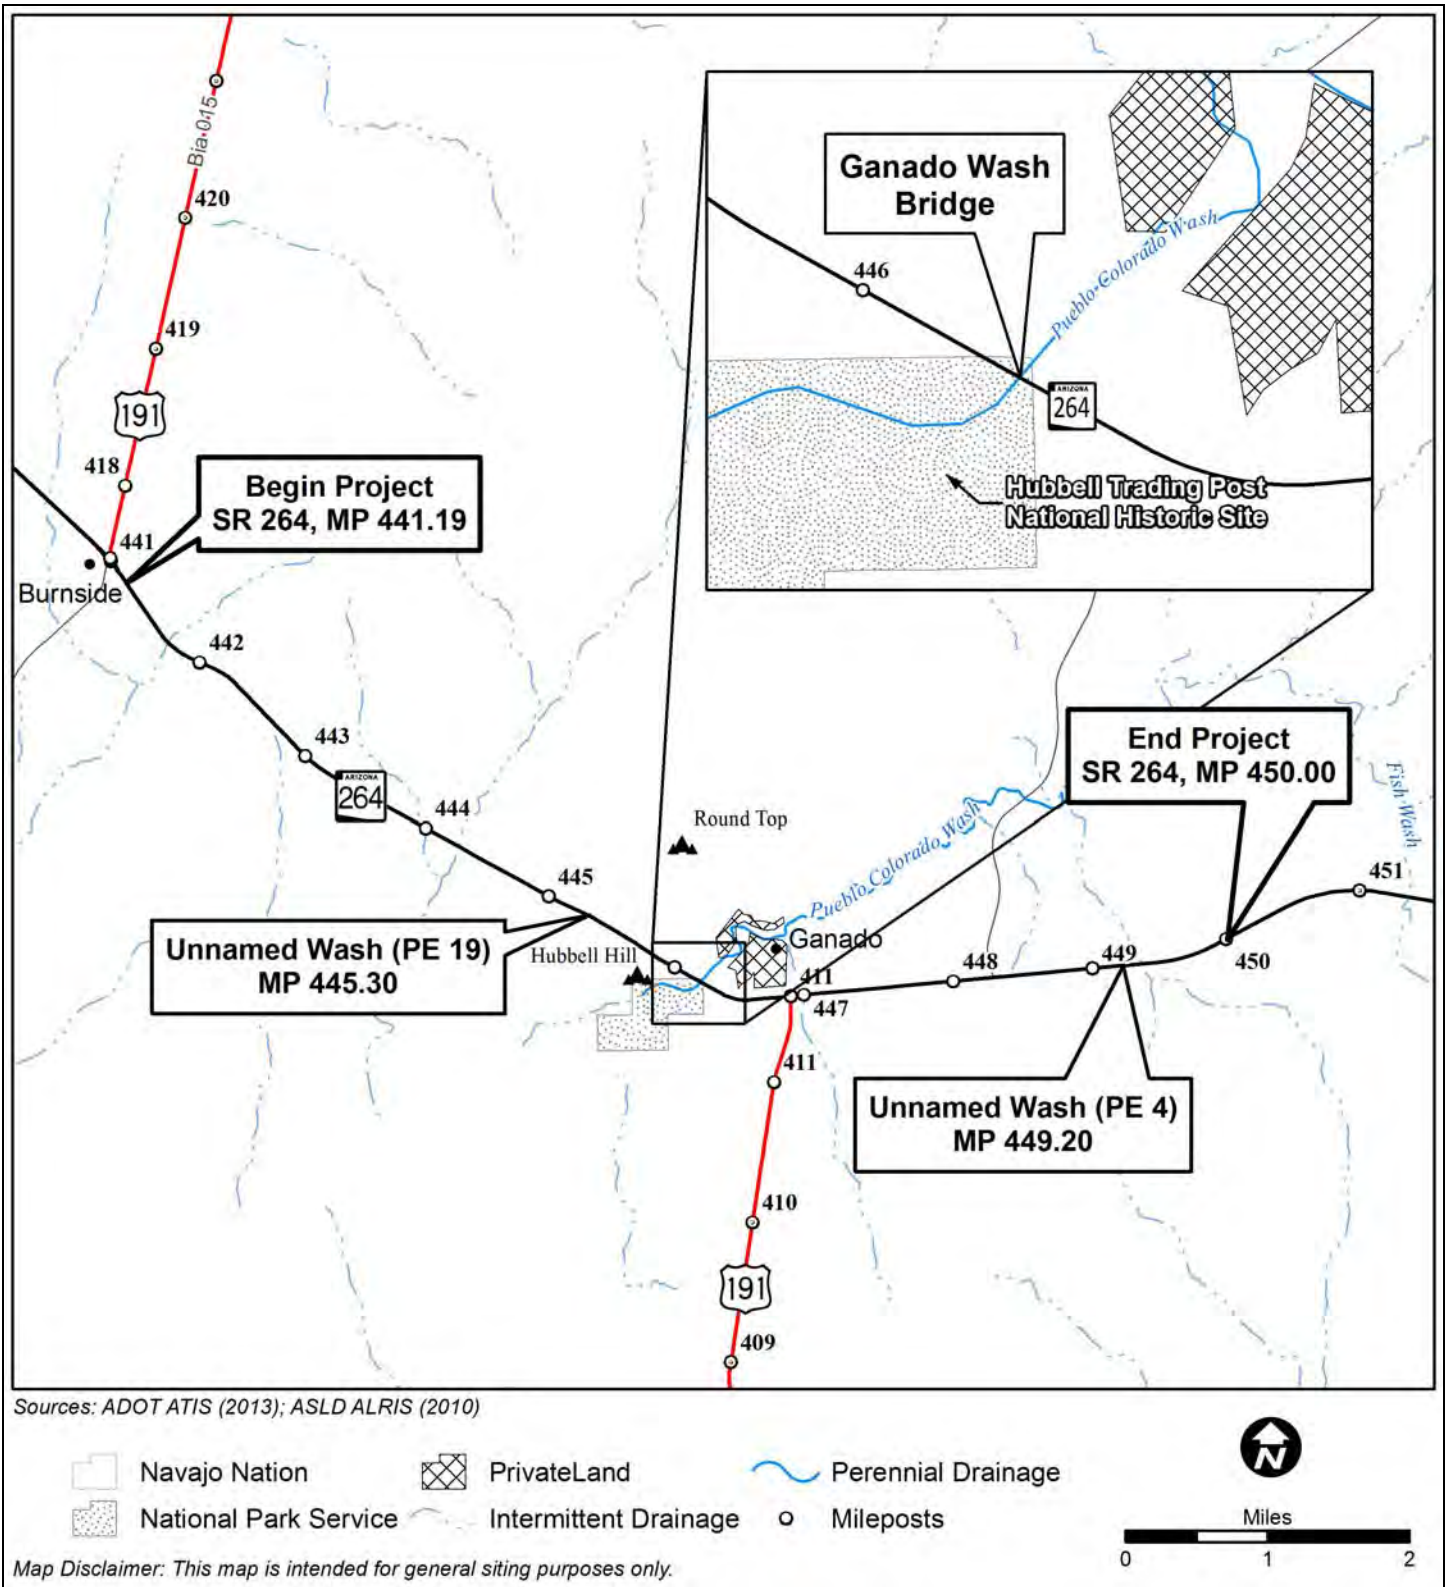 Bia 015
420
419
191
418
441
Burnside
Begin Project
SR 264, MP 441.19
442
443
ARIZONA
264
444
445
Unnamed Wash (PE 19)
MP 445.30
Hubbell Hill
Round Top
Pueblo Colorado Wash
Ganado
411
447
448
449
450
451
Fish Wash
End Project
SR 264, MP 450.00
Unnamed Wash (PE 4)
MP 449.20
411
410
191
409
Ganado Wash
Bridge
446
Pueblo Colorado Wash
ARIZONA
264
Hubbell Trading Post
National Historic Site
Sources: ADOT ATIS (2013); ASLD ALRIS (2010)
Navajo Nation
PrivateLand
Perennial Drainage
National Park Service
Intermittent Drainage
Mileposts
N
Miles
0 1 2
Map Disclaimer: This map is intended for general siting purposes only.